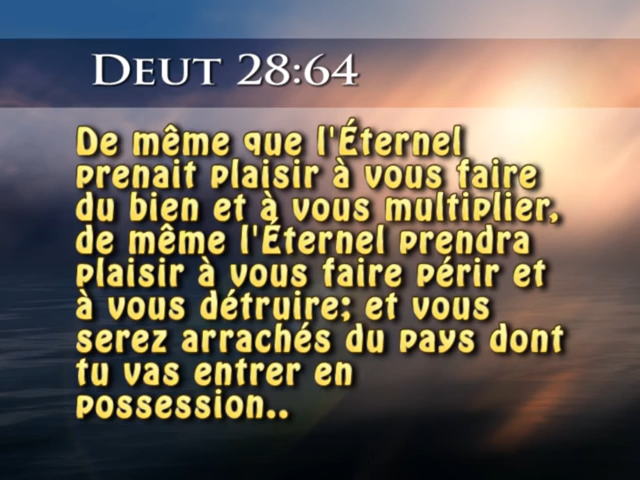 DEUT 28:64
De même que l'Éternel
prenait plaisir à vous faire
du bien et à vous multiplier,
de même l'Éternel prendra
plaisir à vous faire périr et
à vous détruire; et vous
serez arrachés du pays dont
tu vas entrer en
possession..